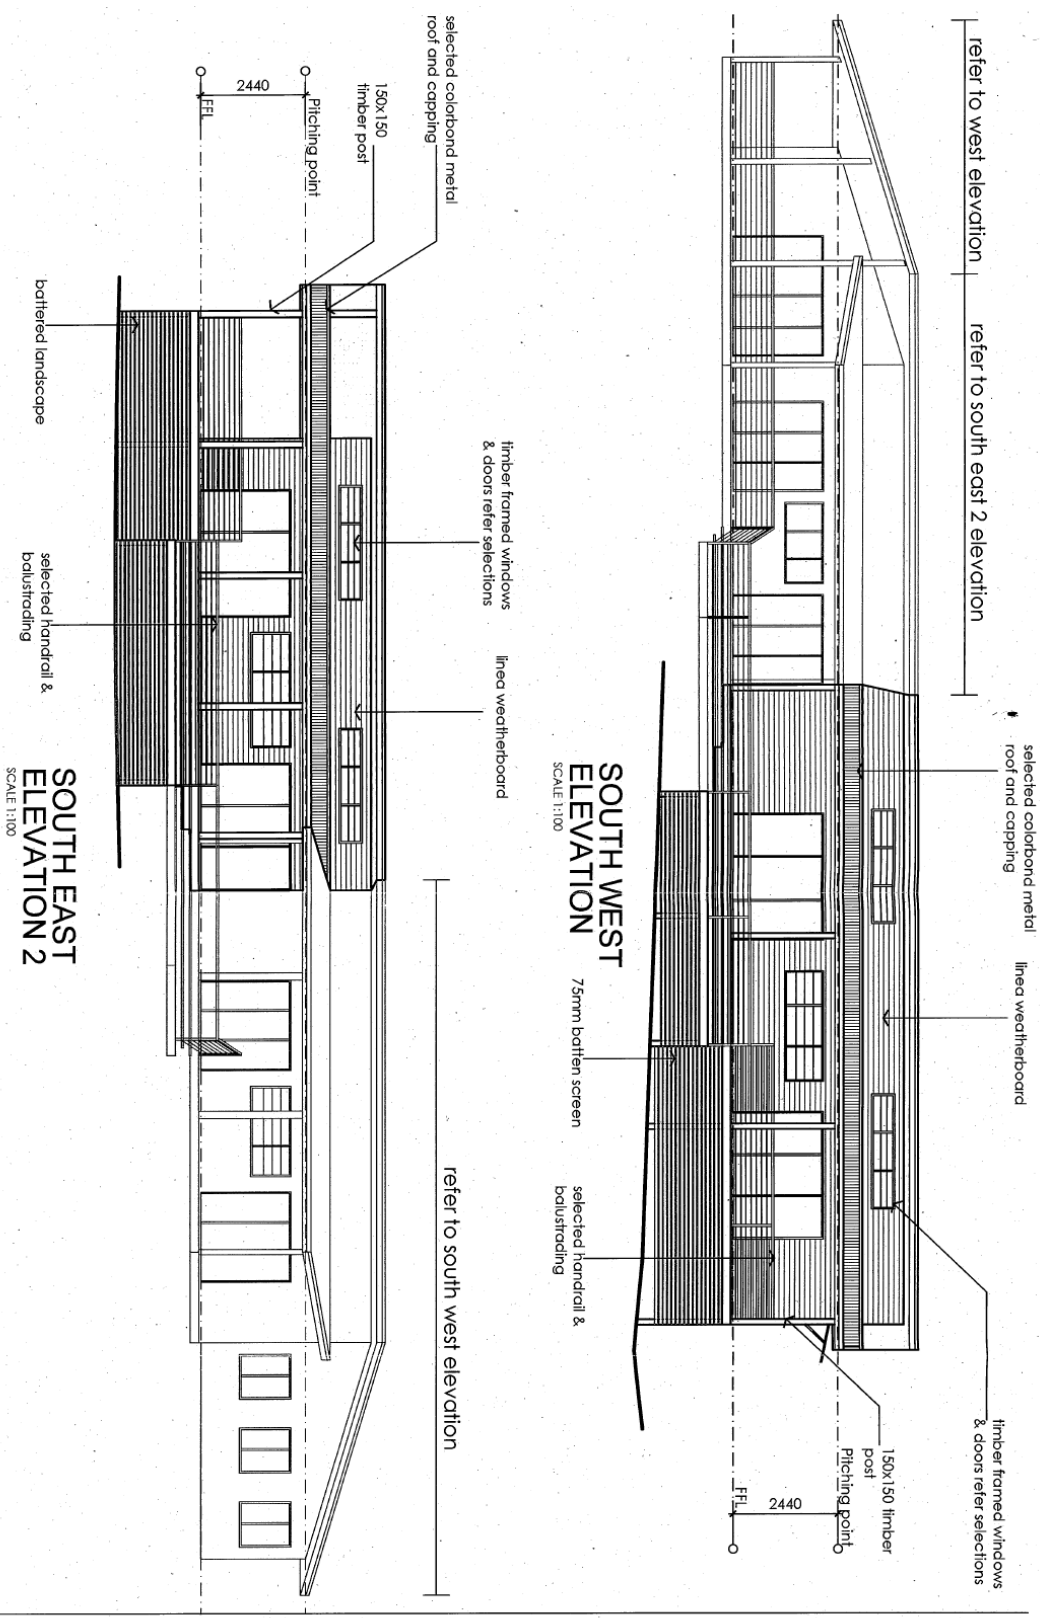 refer to west elevation
refer to south east 2 elevation
selected colorbond metal
roof and capping
linea weatherboard
timber framed windows
& doors refer selections
150x150 timber
post
Pitching point
2440
FFL
SOUTH WEST
ELEVATION
SCALE 1:100
75mm batten screen
selected handrail &
balustrading
selected colorbond metal
roof and capping
150x150
timber post
Pitching point
2440
FFL
timber framed windows
& doors refer selections
linea weatherboard
refer to south west elevation
battered landscape
selected handrail &
balustrading
SOUTH EAST
ELEVATION 2
SCALE 1:100